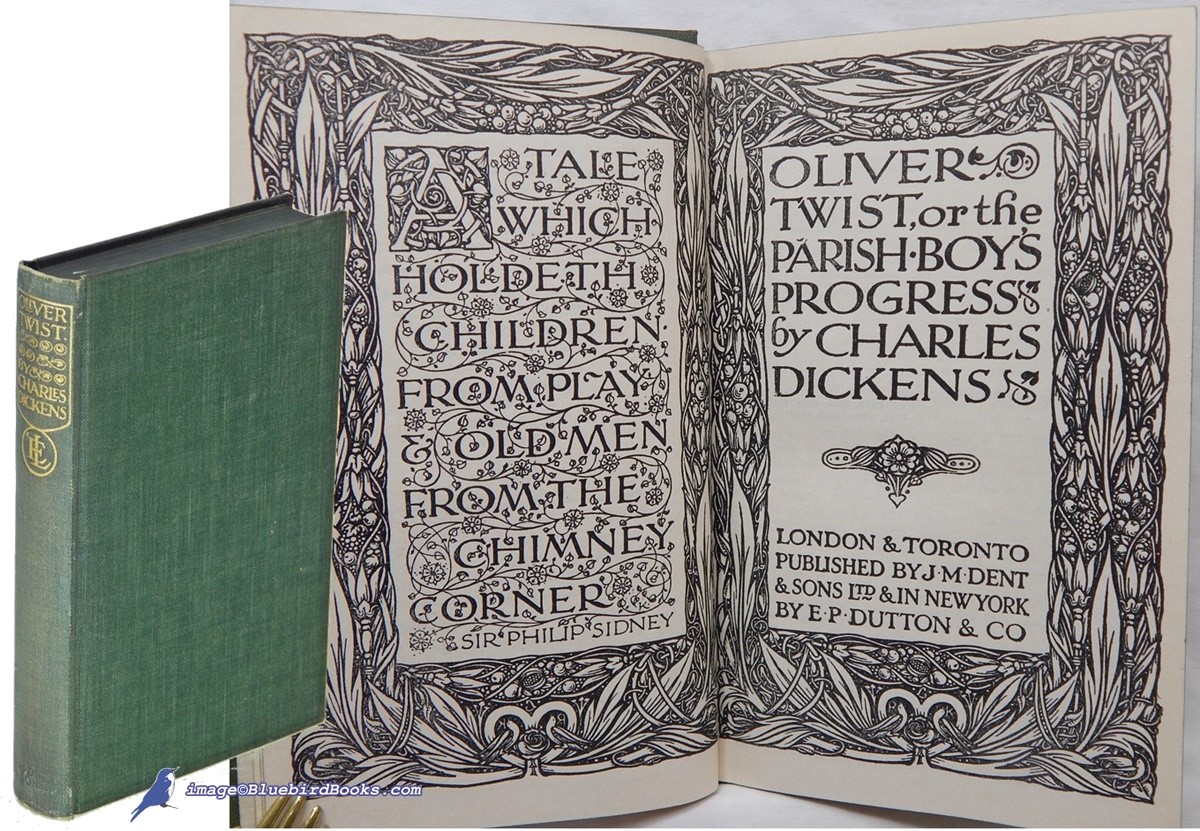 OLIVER
TWIST.
BY
CHARLES
DICKENS
EL
A TALE
WHICH
HOLDETH
CHILDREN
FROM PLAY
& OLD MEN
FROM THE
CHIMNEY
CORNER
SIR PHILIP SIDNEY
OLIVER
TWIST, or the
PARISH·BOY'S
PROGRESS
by CHARLES
DICKENS
LONDON & TORONTO
PUBLISHED BY J·M·DENT
& SONS LTD & IN NEW YORK
BY E·P·DUTTON & CO
image©BluebirdBooks.com